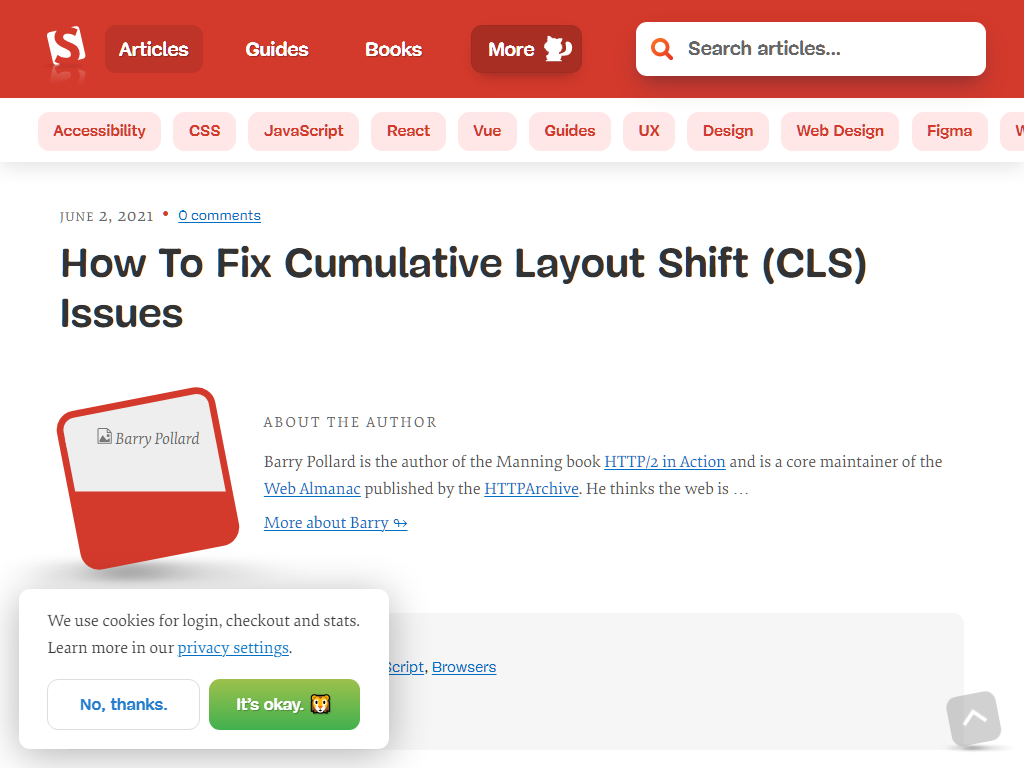 Articles Guides Books More Search articles...
Accessibility CSS JavaScript React Vue Guides UX Design Web Design Figma
JUNE 2, 2021 • 0 comments
How To Fix Cumulative Layout Shift (CLS)
Issues
Barry Pollard
ABOUT THE AUTHOR
Barry Pollard is the author of the Manning book HTTP/2 in Action and is a core maintainer of the
Web Almanac published by the HTTPArchive. He thinks the web is …
More about Barry ↬
Script, Browsers
We use cookies for login, checkout and stats.
Learn more in our privacy settings.
No, thanks. It's okay. 🐯